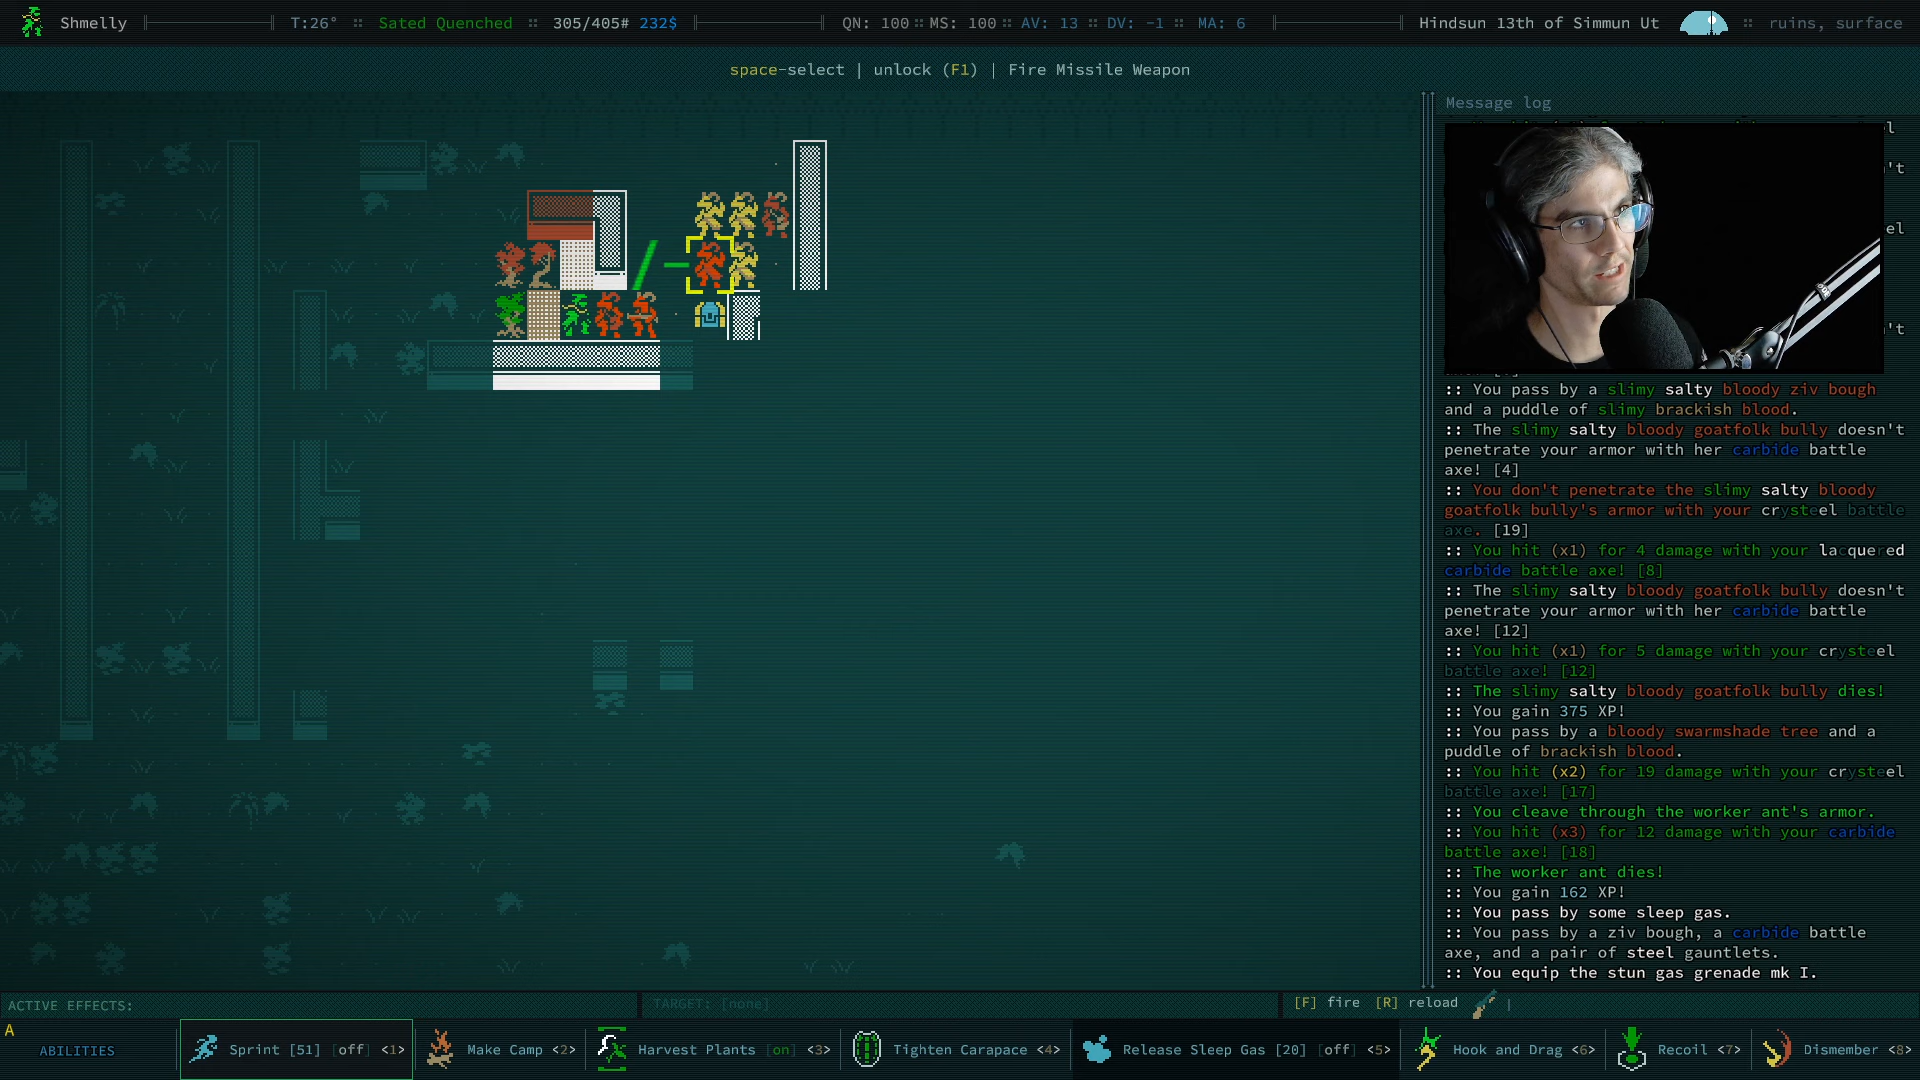 Shmelly T:26° :: Sated Quenched :: 305/405# 232$ QN: 100 :: MS: 100 :: AV: 13 :: DV: -1 :: MA: 6 Hindsun 13th of Simmun Ut :: ruins, surface
space-select | unlock (F1) | Fire Missile Weapon
Message log
:: You pass by a slimy salty bloody ziv bough
and a puddle of slimy brackish blood.
:: The slimy salty bloody goatfolk bully doesn't
penetrate your armor with her carbide battle
axe! [4]
:: You don't penetrate the slimy salty bloody
goatfolk bully's armor with your crysteel battle
axe. [19]
:: You hit (x1) for 4 damage with your lacquered
carbide battle axe! [8]
:: The slimy salty bloody goatfolk bully doesn't
penetrate your armor with her carbide battle
axe! [12]
:: You hit (x1) for 5 damage with your crysteel
battle axe! [12]
:: The slimy salty bloody goatfolk bully dies!
:: You gain 375 XP!
:: You pass by a bloody swarmshade tree and a
puddle of brackish blood.
:: You hit (x2) for 19 damage with your crysteel
battle axe! [17]
:: You cleave through the worker ant's armor.
:: You hit (x3) for 12 damage with your carbide
battle axe! [18]
:: The worker ant dies!
:: You gain 162 XP!
:: You pass by some sleep gas.
:: You pass by a ziv bough, a carbide battle
axe, and a pair of steel gauntlets.
:: You equip the stun gas grenade mk I.
ACTIVE EFFECTS: TARGET: [none] [F] fire [R] reload
A
ABILITIES Sprint [51] [off] <1> Make Camp <2> Harvest Plants [on] <3> Tighten Carapace <4> Release Sleep Gas [20] [off] <5> Hook and Drag <6> Recoil <7> Dismember <8>